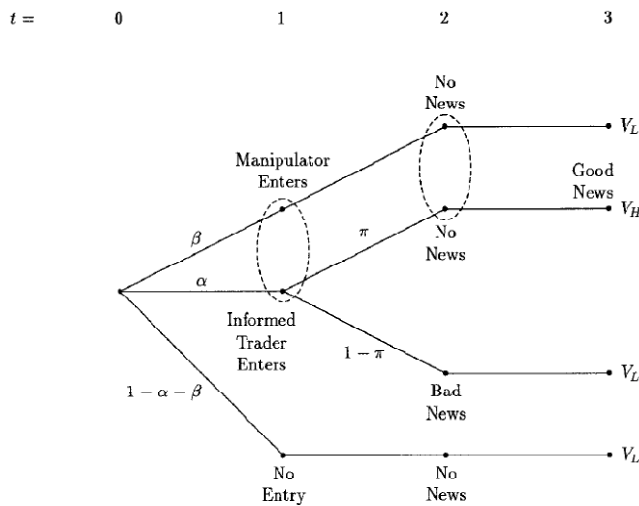 t = 0 1 2 3
No
News
V_L
Manipulator
Enters
Good
News
β
π
V_H
No
News
α
Informed
Trader
Enters
1 − π
1 − α − β
V_L
Bad
News
V_L
No
Entry
No
News